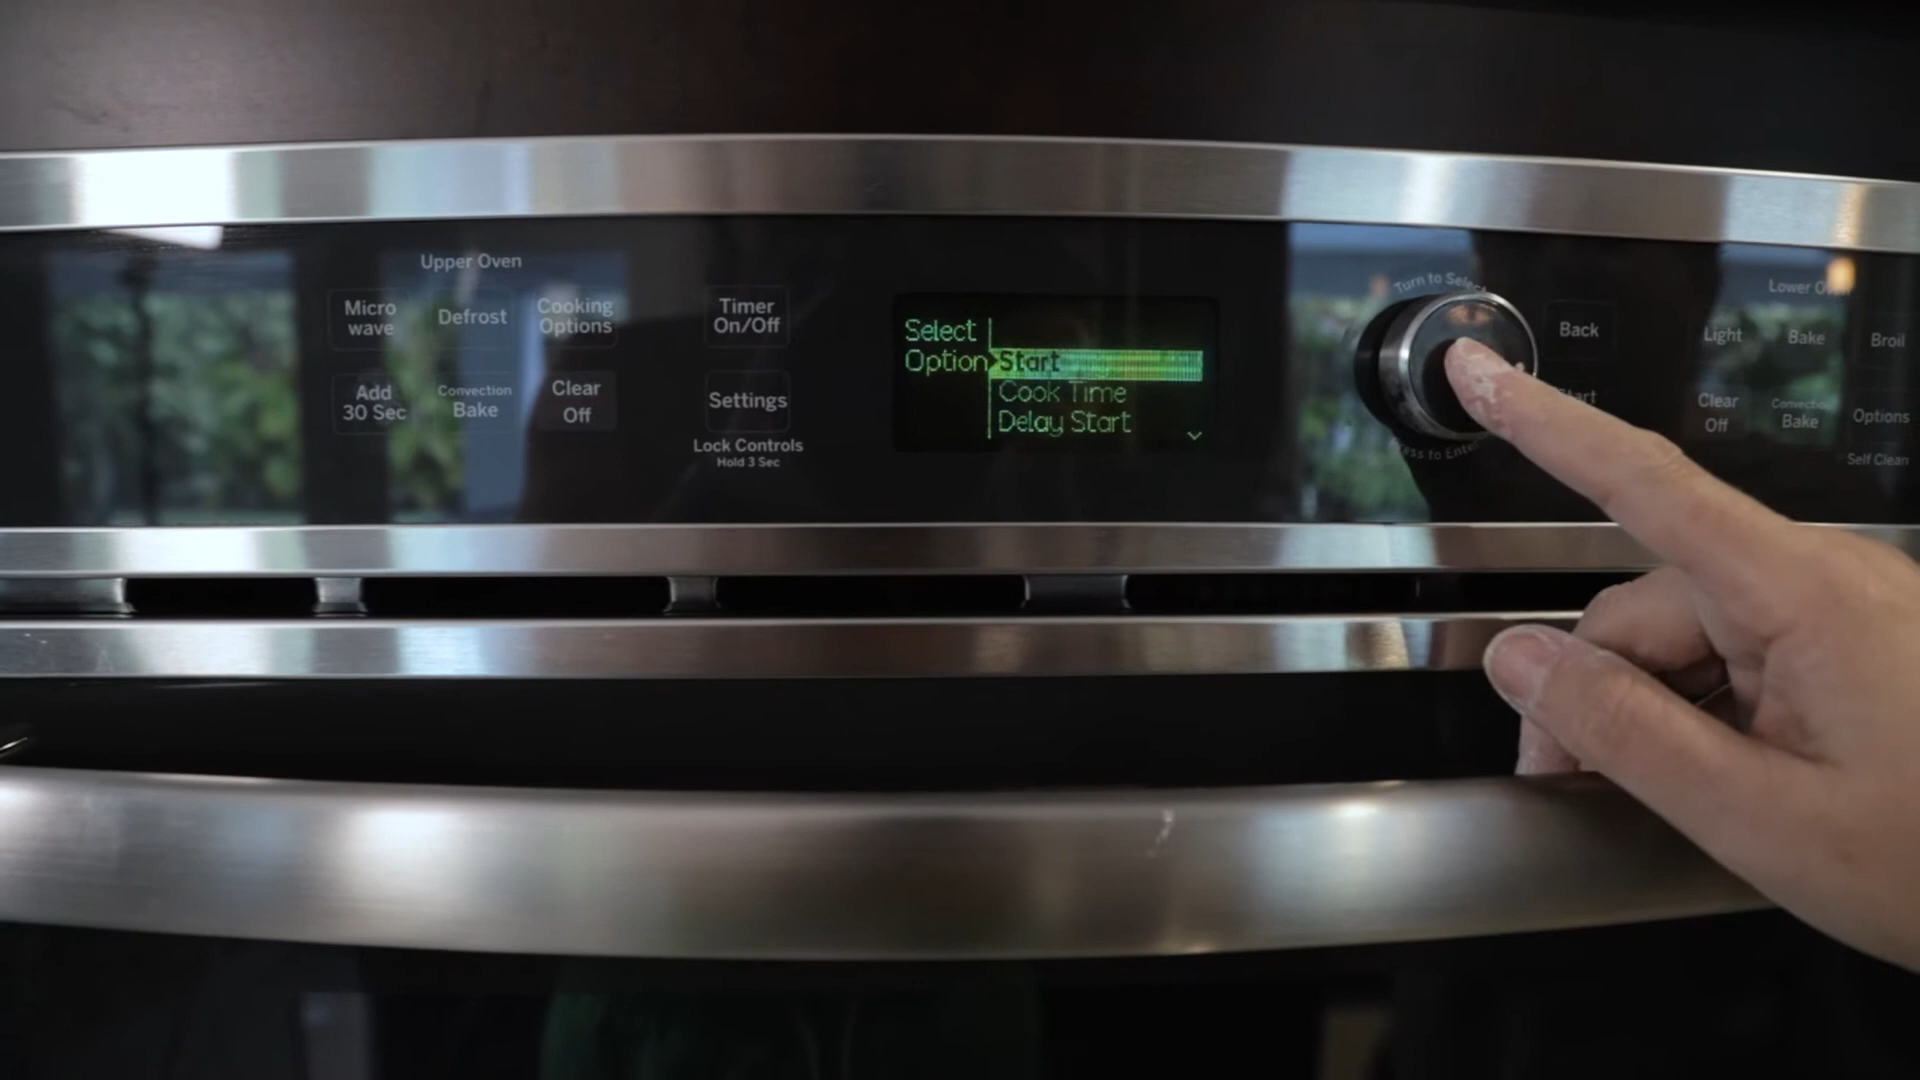 Upper Oven
Micro
wave
Defrost
Cooking
Options
Add
30 Sec
Convection
Bake
Clear
Off
Timer
On/Off
Settings
Lock Controls
Hold 3 Sec
Select
Option
Start
Cook Time
Delay Start
Turn to Select
to
Back
Lower
Light
Bake
Broil
Clear
Off
Bake
Options
Self Clean